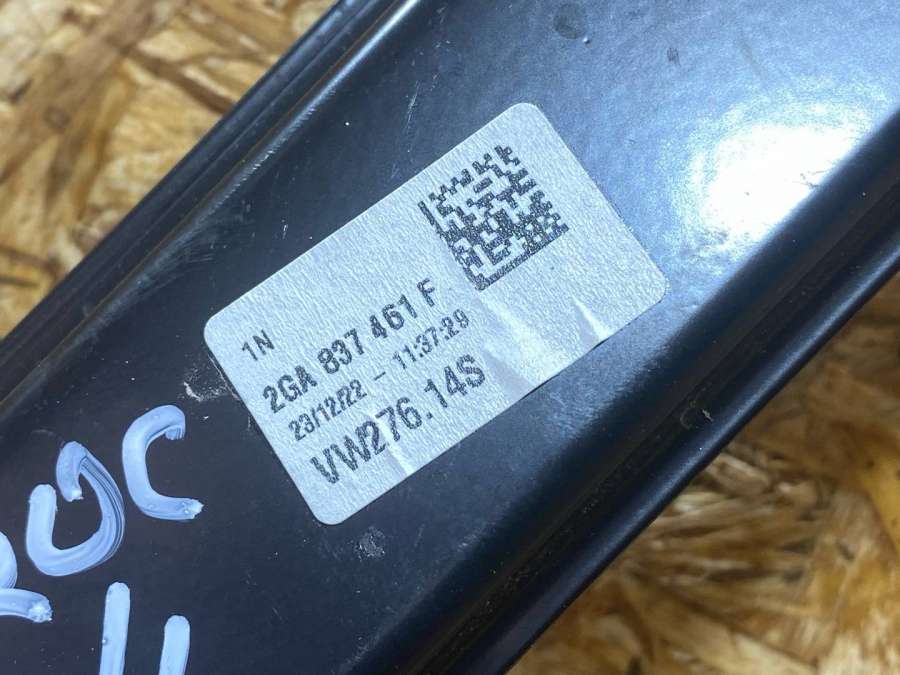 1N
2GA 837 461 F
23/12/22 - 11:37:29
VW276.14S